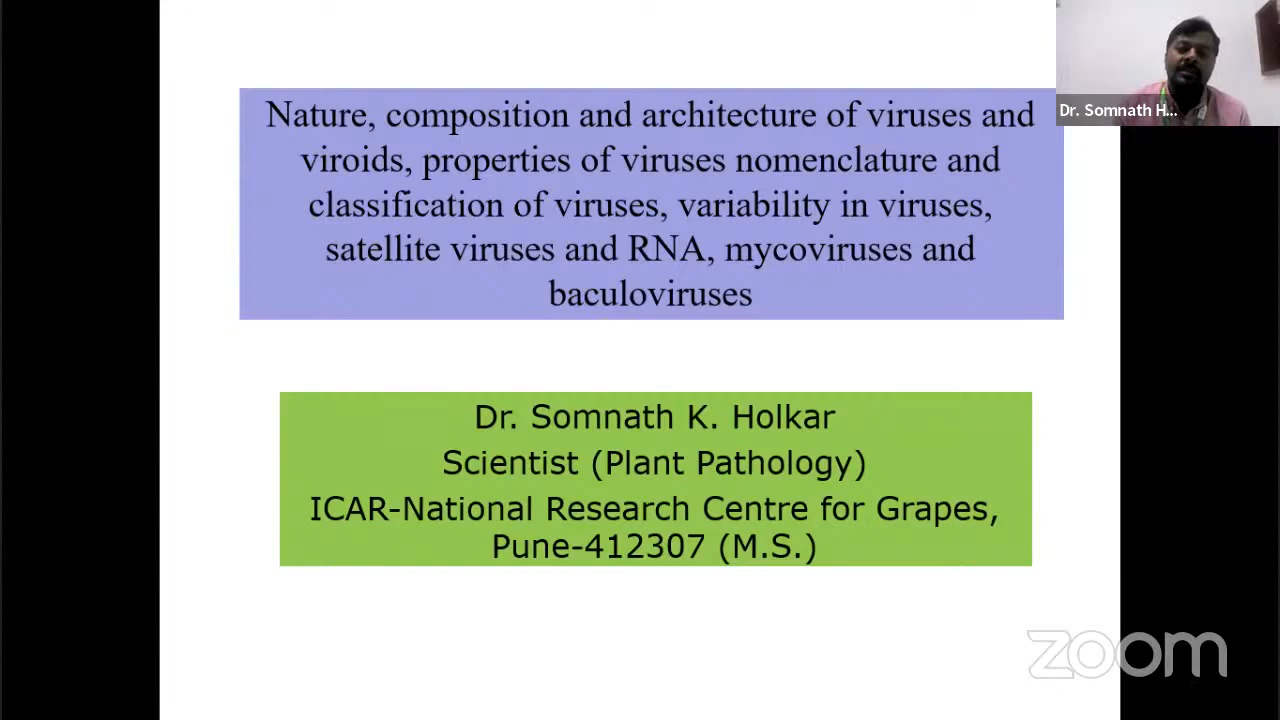 Nature, composition and architecture of viruses and
viroids, properties of viruses nomenclature and
classification of viruses, variability in viruses,
satellite viruses and RNA, mycoviruses and
baculoviruses
Dr. Somnath H...
Dr. Somnath K. Holkar
Scientist (Plant Pathology)
ICAR-National Research Centre for Grapes,
Pune-412307 (M.S.)
zoom